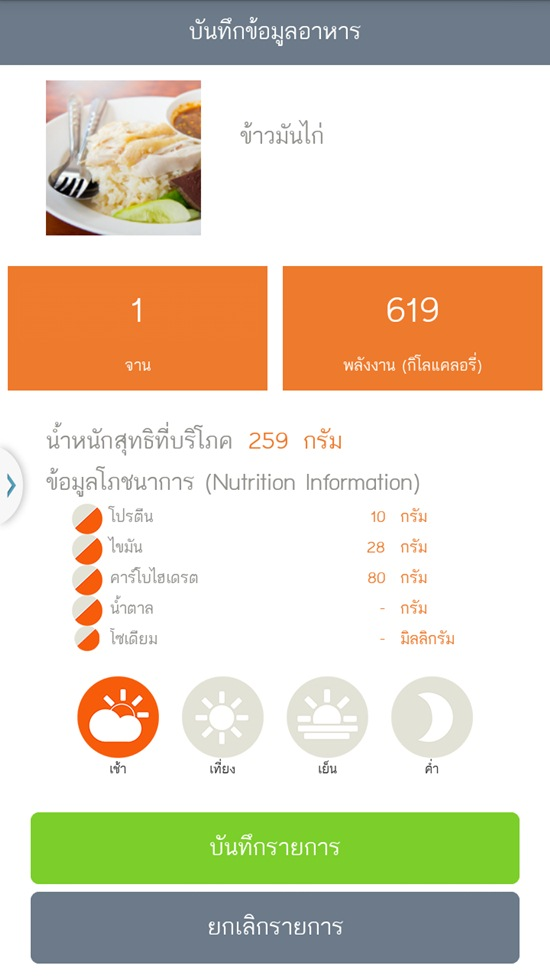 บันทึกข้อมูลอาหาร
ข้าวมันไก่
1
จาน
619
พลังงาน (กิโลแคลอรี่)
น้ำหนักสุทธิที่บริโภค 259 กรัม
ข้อมูลโภชนาการ (Nutrition Information)
โปรตีน 10 กรัม
ไขมัน 28 กรัม
คาร์โบไฮเดรต 80 กรัม
น้ำตาล - กรัม
โซเดียม - มิลลิกรัม
เช้า
เที่ยง
เย็น
ค่ำ
บันทึกรายการ
ยกเลิกรายการ